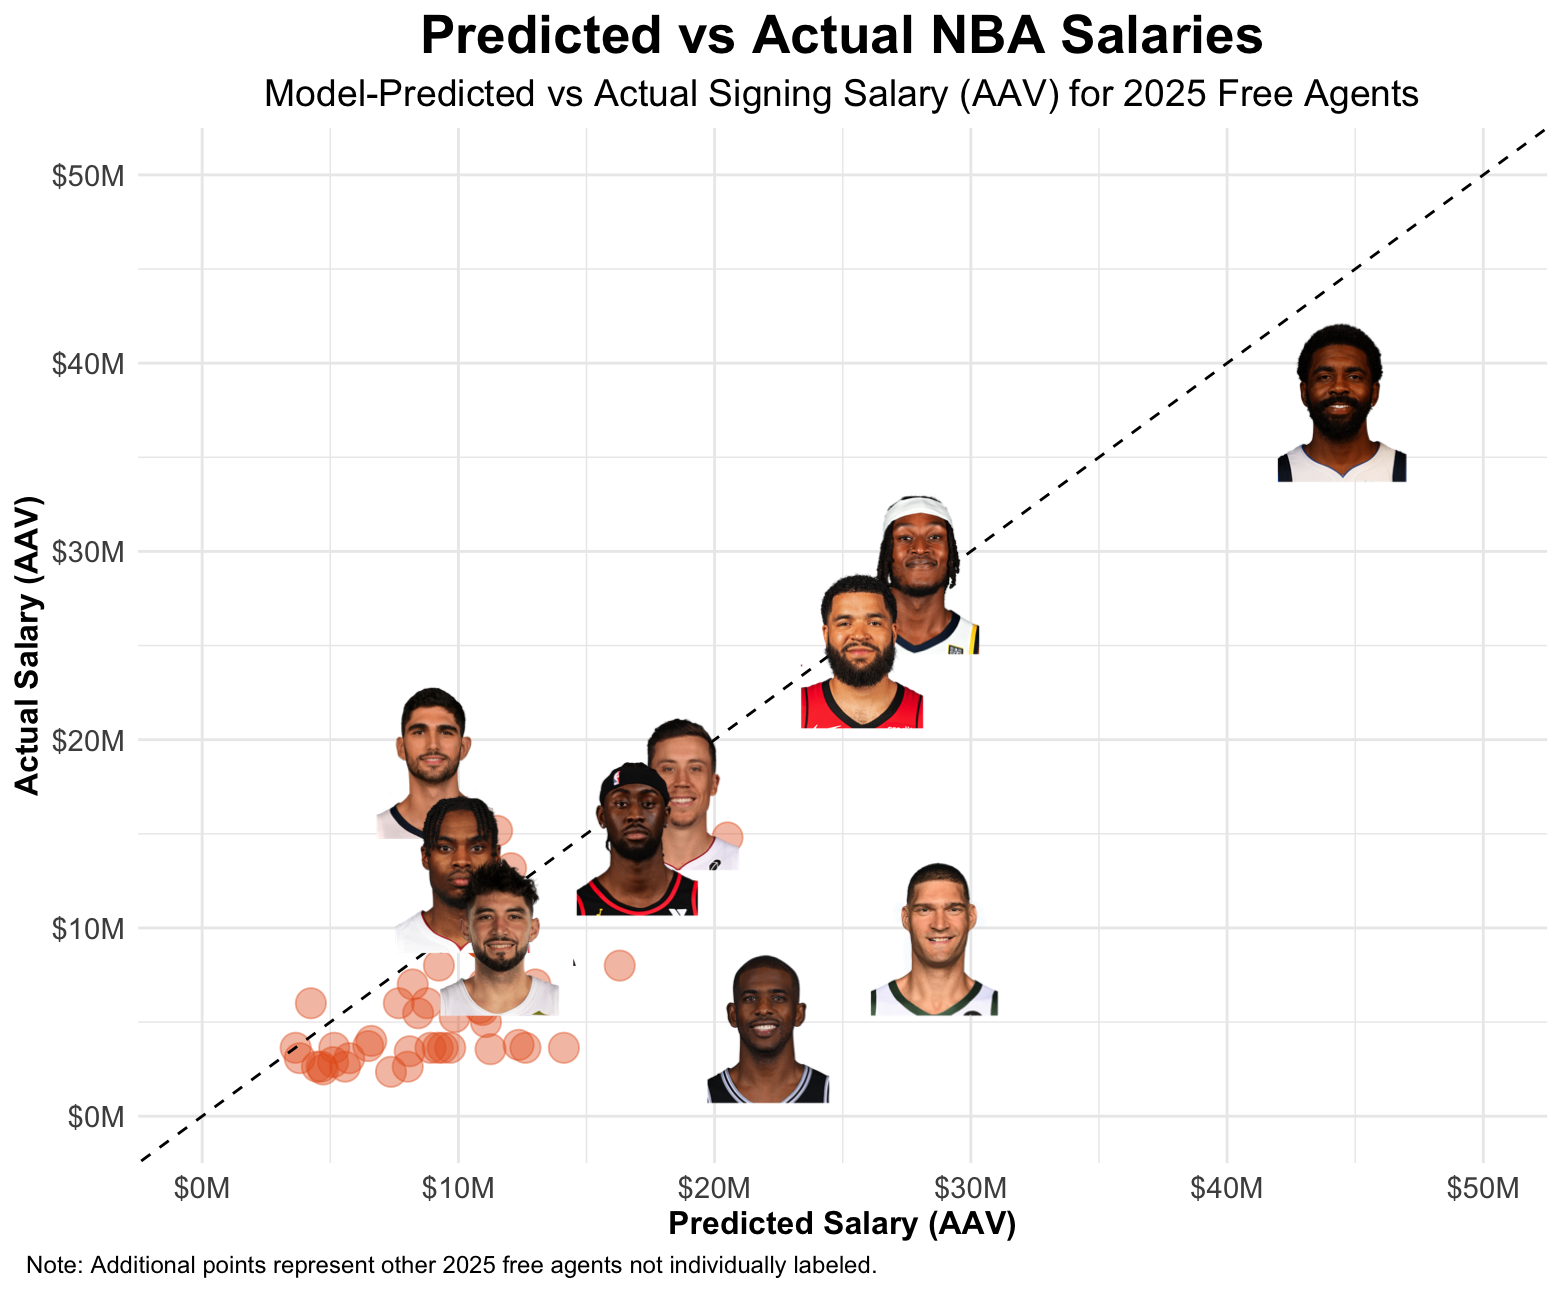 Predicted vs Actual NBA Salaries
Model-Predicted vs Actual Signing Salary (AAV) for 2025 Free Agents
Actual Salary (AAV)
$50M
$40M
$30M
$20M
$10M
$0M
$0M $10M $20M $30M $40M $50M
Predicted Salary (AAV)
Note: Additional points represent other 2025 free agents not individually labeled.